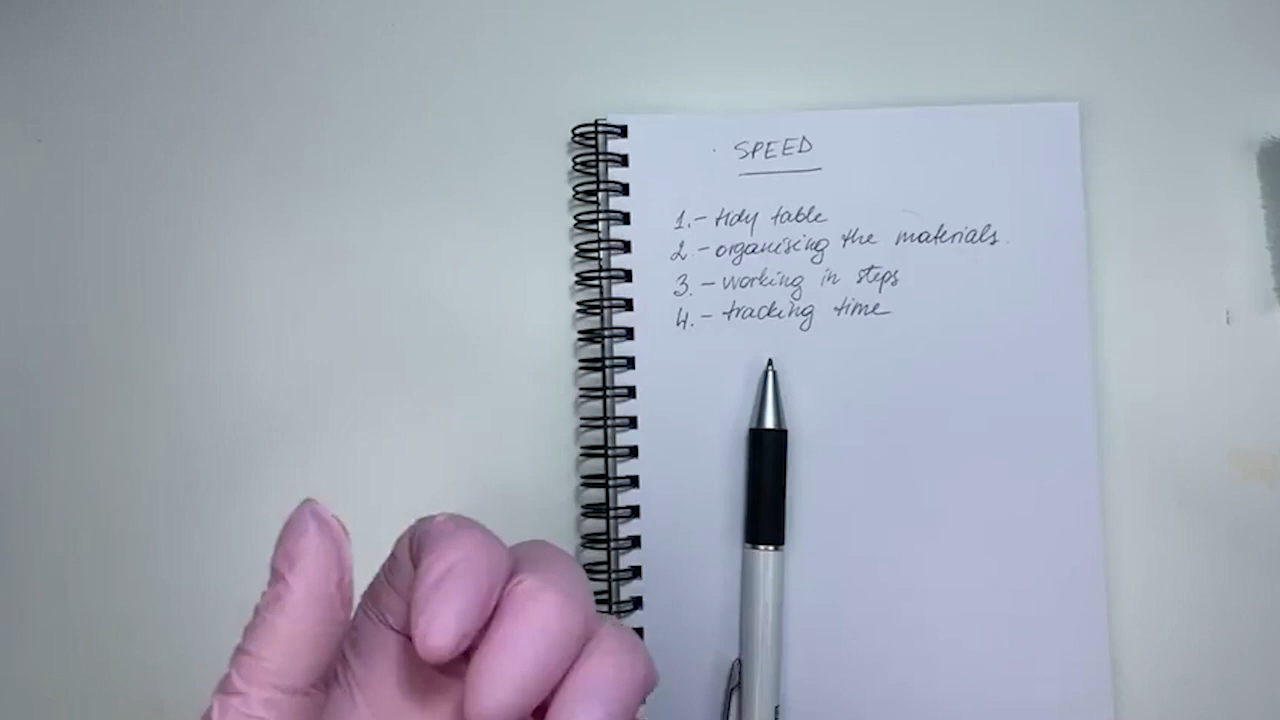 SPEED
1.- tidy table
2.- organising the materials.
3.- working in steps
4.- tracking time